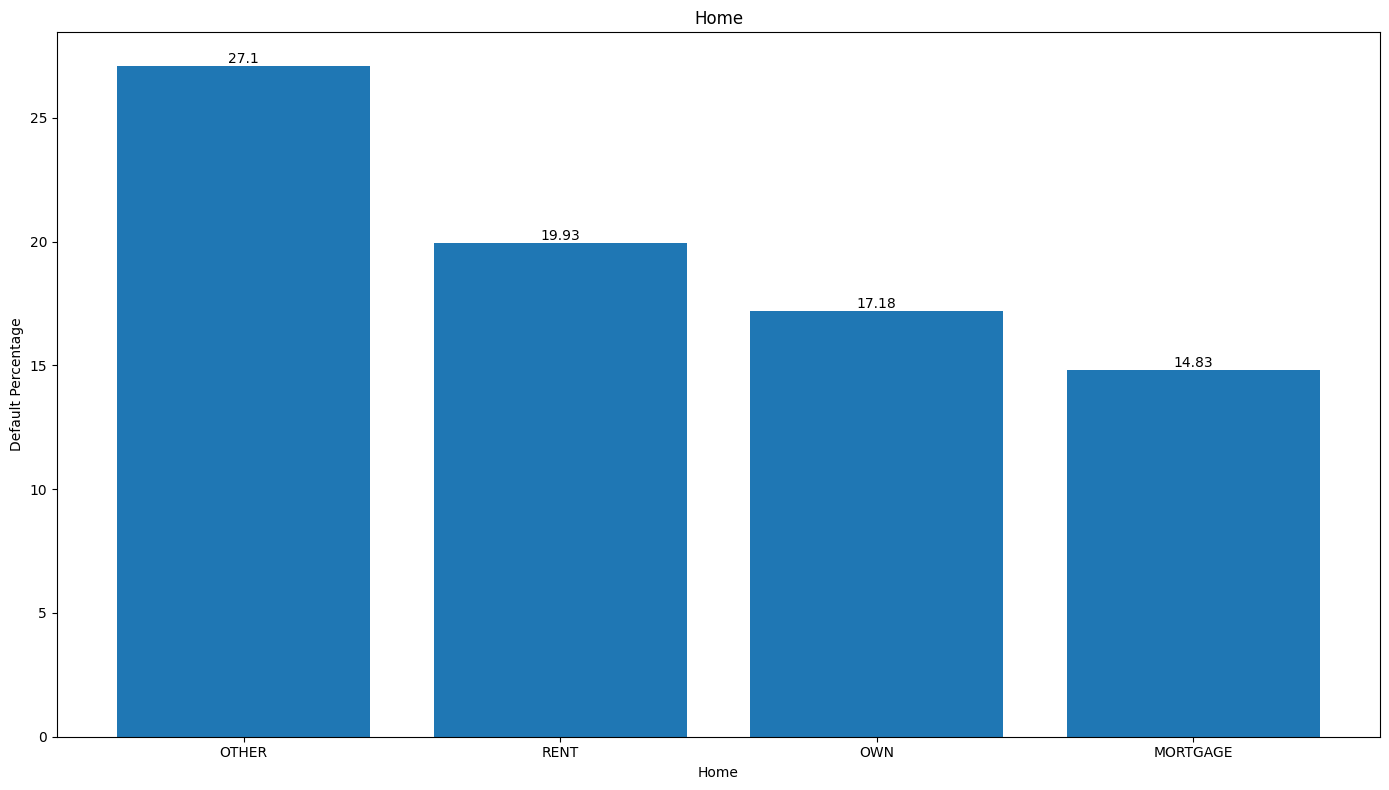 Home
27.1
19.93
17.18
14.83
Default Percentage
25
20
15
10
5
0
OTHER RENT OWN MORTGAGE
Home